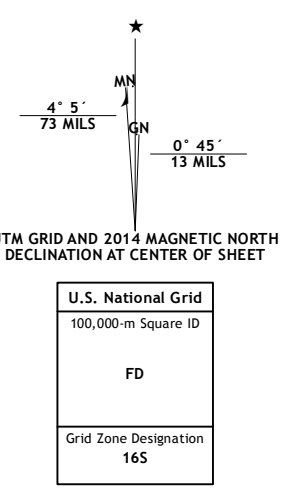 MN
4° 5´
73 MILS
GN
0° 45´
13 MILS
UTM GRID AND 2014 MAGNETIC NORTH
DECLINATION AT CENTER OF SHEET
U.S. National Grid
100,000-m Square ID
FD
Grid Zone Designation
16S